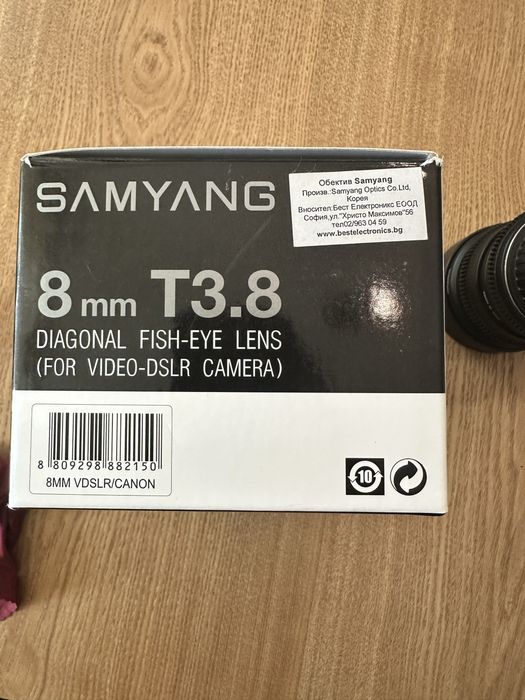 SAMYANG
Обектив Samyang
Произв.:Samyang Optics Co.Ltd,
Корея
Вносител:Бест Електроникс ЕООД
София,ул."Христо Максимов"56
тел02/963 04 59
www.bestelectronics.bg
8 mm T3.8
DIAGONAL FISH-EYE LENS
(FOR VIDEO-DSLR CAMERA)
8 809298 882150
8MM VDSLR/CANON
10